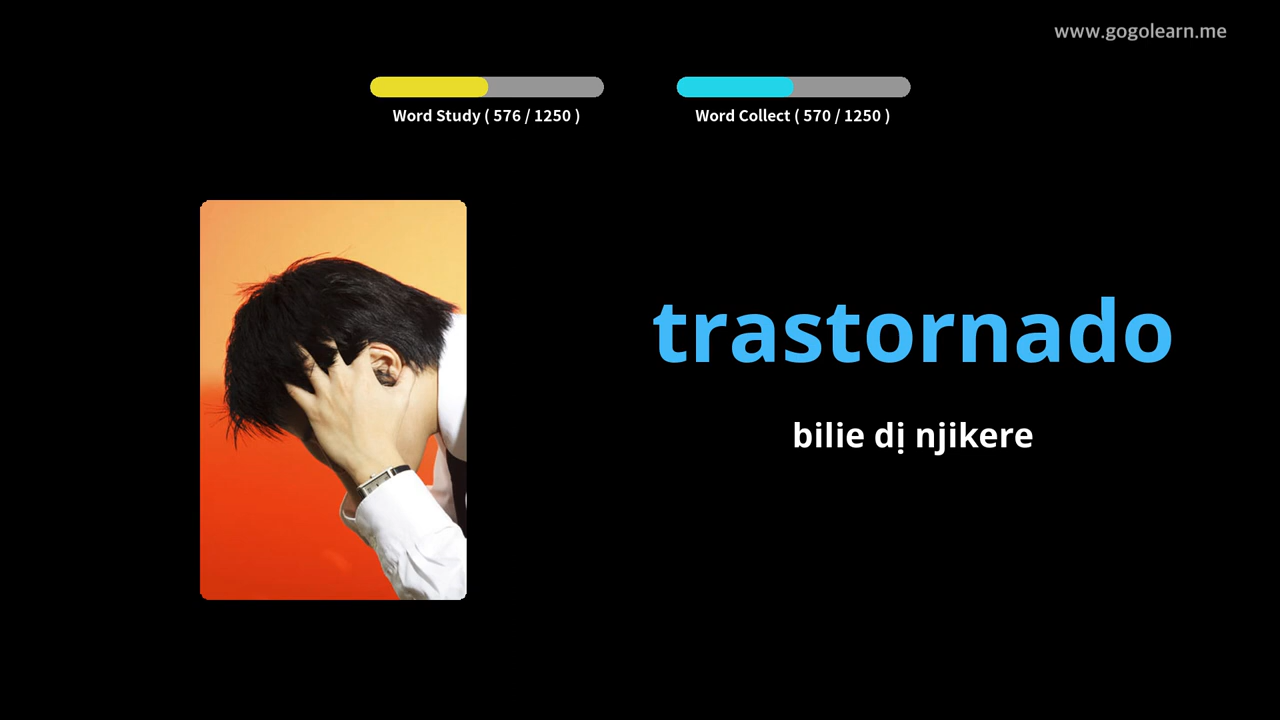 www.gogolearn.me
Word Study ( 576 / 1250 )
Word Collect ( 570 / 1250 )
trastornado
bilie dị njikere